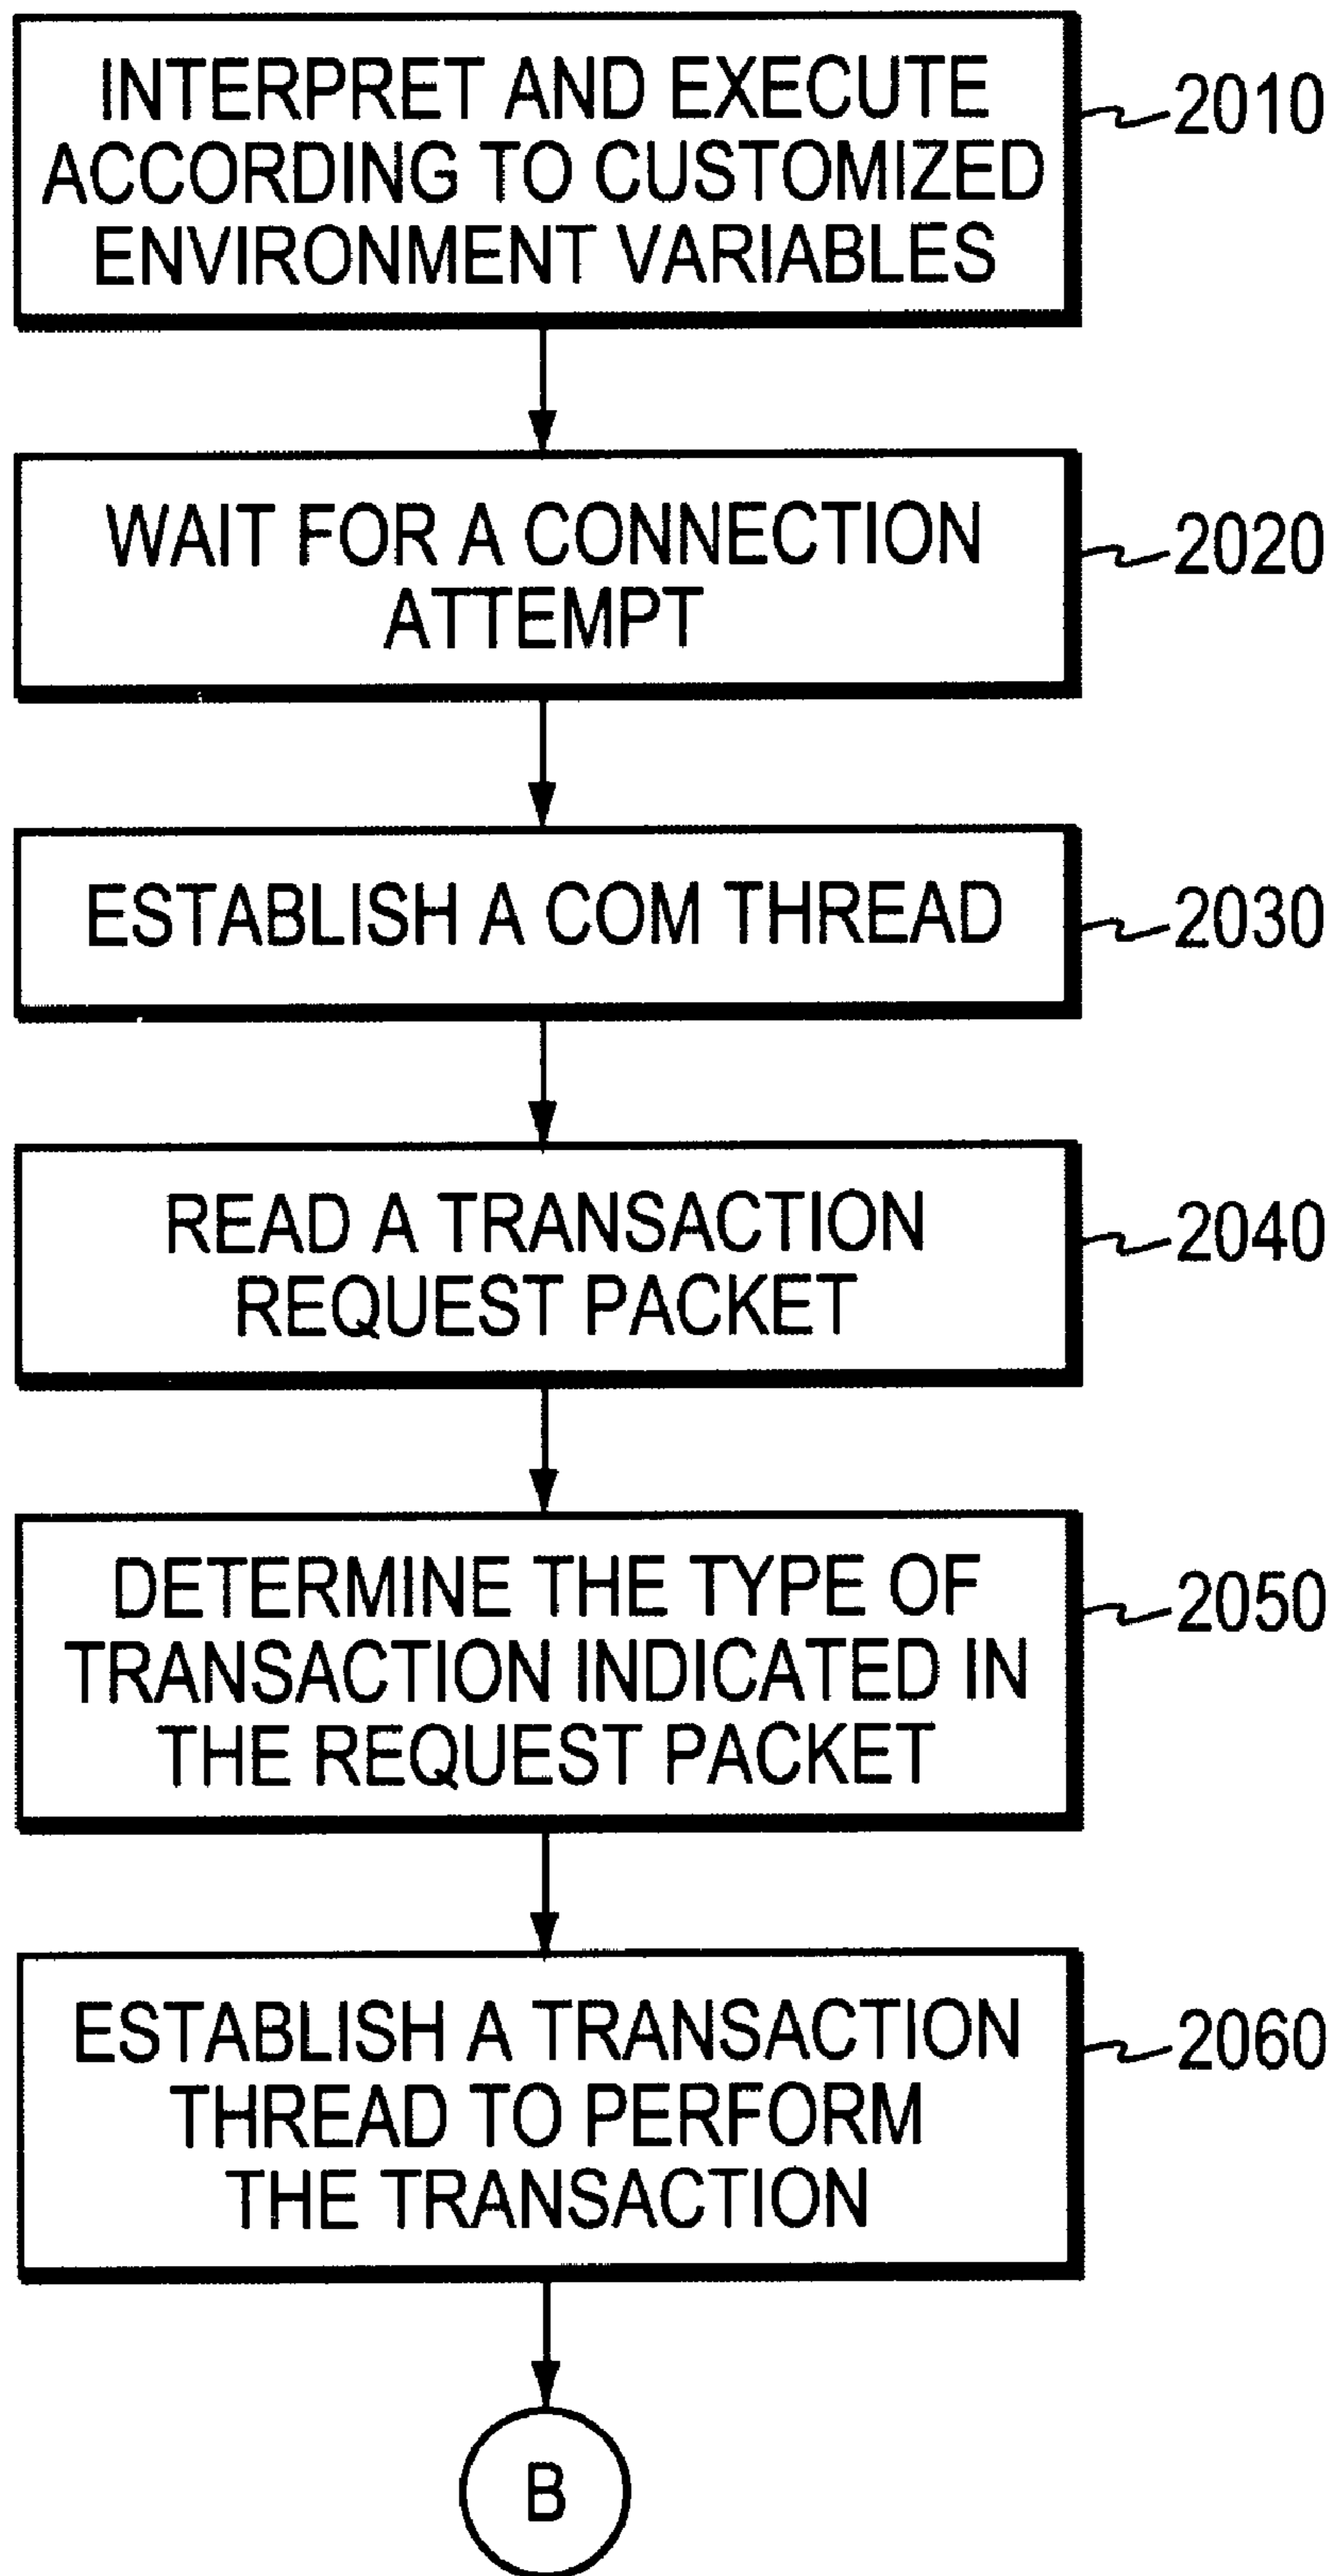 INTERPRET AND EXECUTE
ACCORDING TO CUSTOMIZED
ENVIRONMENT VARIABLES
2010
WAIT FOR A CONNECTION
ATTEMPT
2020
ESTABLISH A COM THREAD
2030
READ A TRANSACTION
REQUEST PACKET
2040
DETERMINE THE TYPE OF
TRANSACTION INDICATED IN
THE REQUEST PACKET
2050
ESTABLISH A TRANSACTION
THREAD TO PERFORM
THE TRANSACTION
2060
B